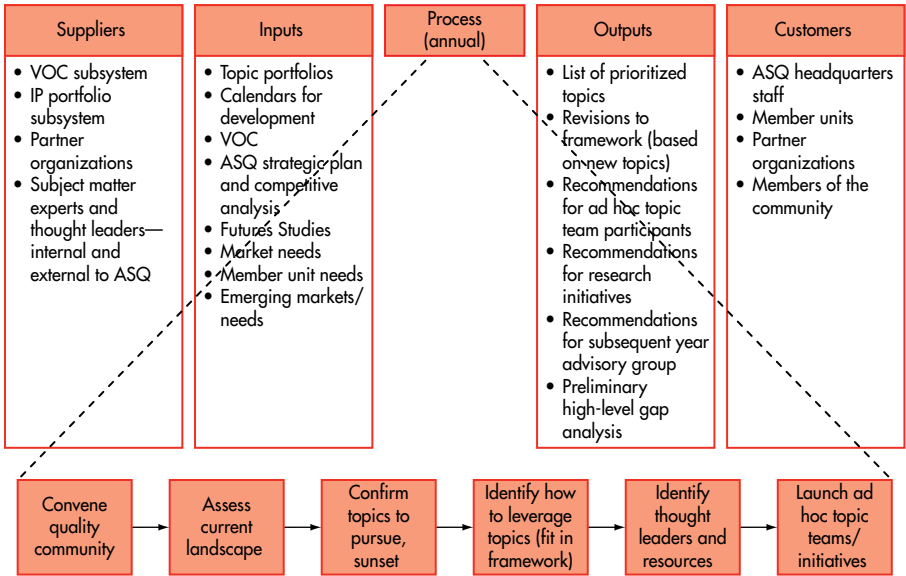 Suppliers
• VOC subsystem
• IP portfolio
subsystem
• Partner
organizations
• Subject matter
experts and
thought leaders—
internal and
external to ASQ
Inputs
• Topic portfolios
• Calendars for
development
• VOC
• ASQ strategic plan
and competitive
analysis
• Futures Studies
• Market needs
• Member unit needs
• Emerging markets/
needs
Process
(annual)
Outputs
• List of prioritized
topics
• Revisions to
framework (based
on new topics)
• Recommendations
for ad hoc topic
team participants
• Recommendations
for research
initiatives
• Recommendations
for subsequent year
advisory group
• Preliminary
high-level gap
analysis
Customers
• ASQ headquarters
staff
• Member units
• Partner
organizations
• Members of the
community
Convene
quality
community
Assess
current
landscape
Confirm
topics to
pursue,
sunset
Identify how
to leverage
topics (fit in
framework)
Identify
thought
leaders and
resources
Launch ad
hoc topic
teams/
initiatives